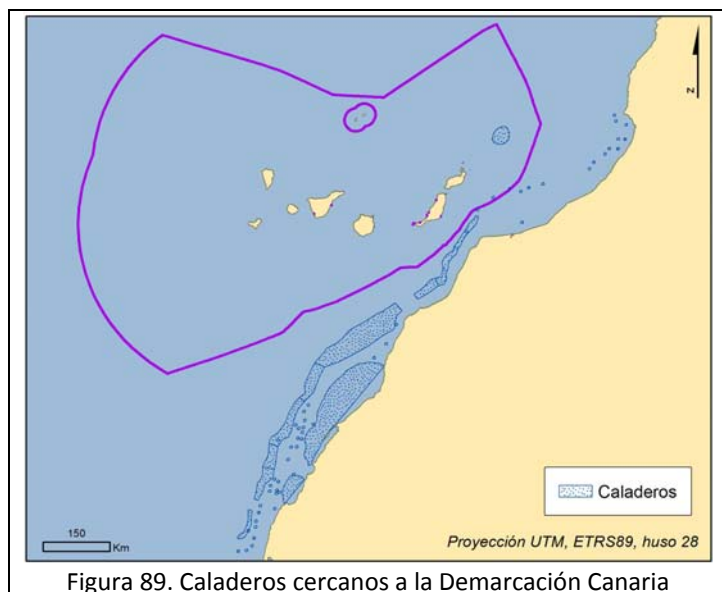 N
Caladeros
150
Km
Proyección UTM, ETRS89, huso 28
Figura 89. Caladeros cercanos a la Demarcación Canaria